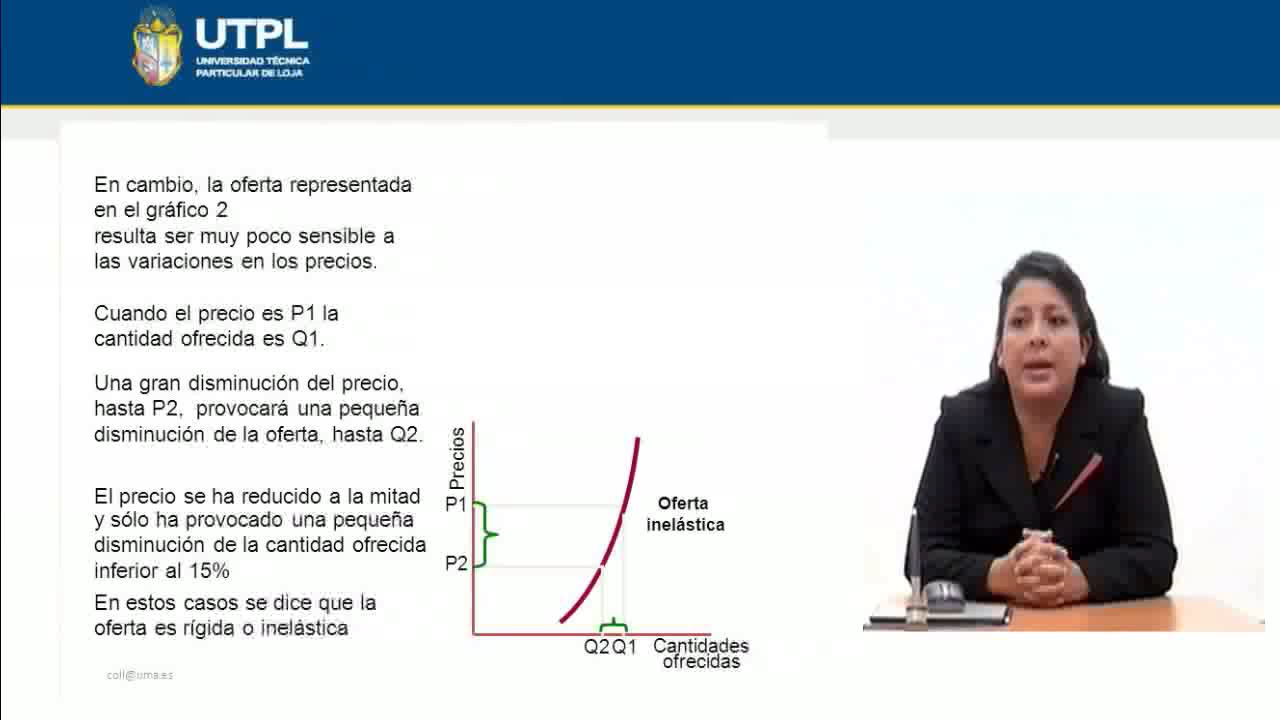 UTPL
UNIVERSIDAD TÉCNICA
PARTICULAR DE LOJA
En cambio, la oferta representada
en el gráfico 2
resulta ser muy poco sensible a
las variaciones en los precios.
Cuando el precio es P1 la
cantidad ofrecida es Q1.
Una gran disminución del precio,
hasta P2, provocará una pequeña
disminución de la oferta, hasta Q2.
El precio se ha reducido a la mitad
y sólo ha provocado una pequeña
disminución de la cantidad ofrecida
inferior al 15%
En estos casos se dice que la
oferta es rígida o inelástica
Precios
P1
P2
Oferta
inelástica
Q2 Q1
Cantidades
ofrecidas
coll@uma.es